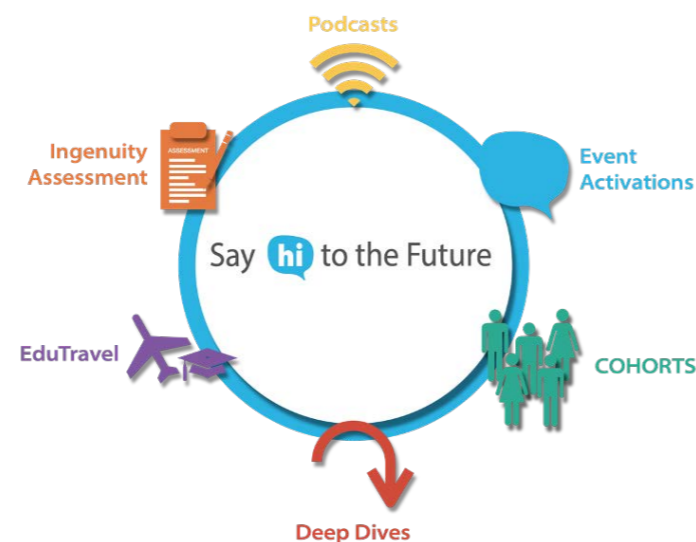 Podcasts
Ingenuity
Assessment
ASSESSMENT
Event
Activations
Say hi to the Future
EduTravel
COHORTS
Deep Dives